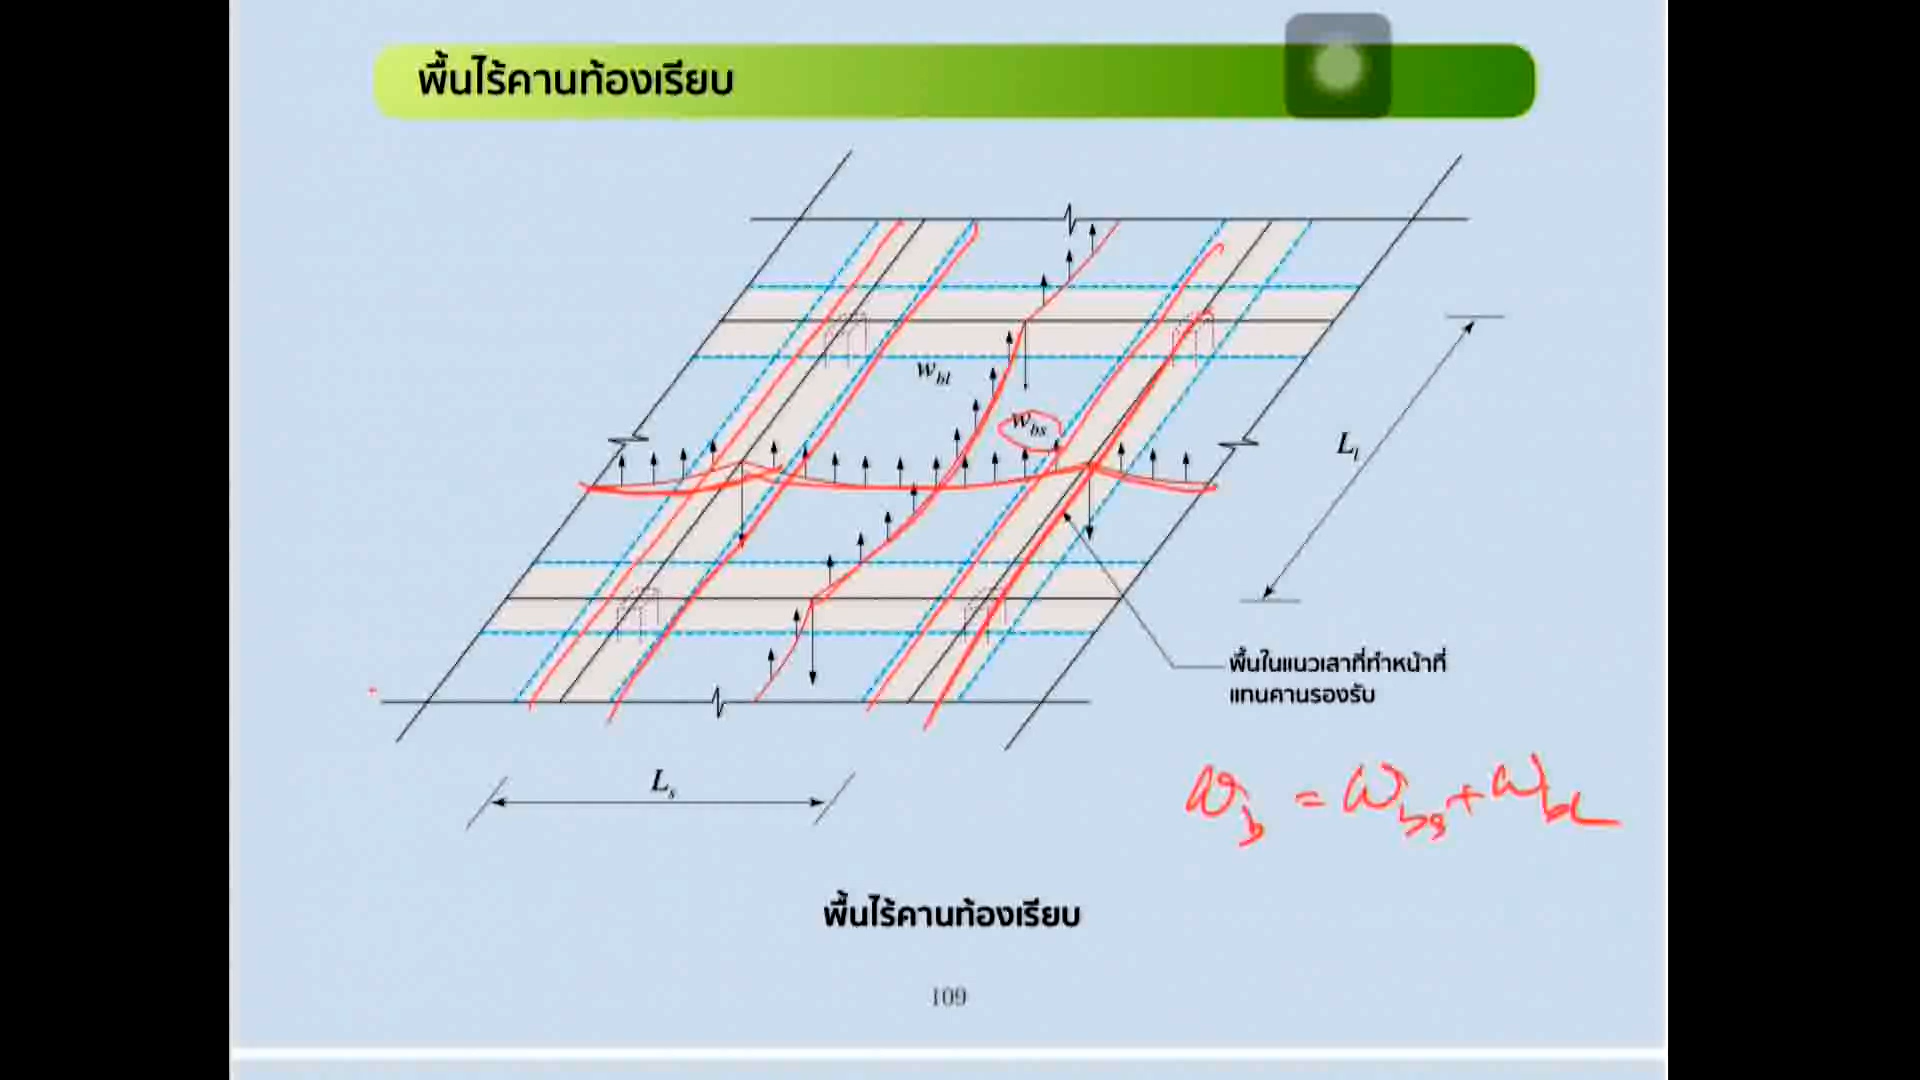 พื้นไร้คานท้องเรียบ
w_bl
w_bs
L_l
พื้นในแนวเสาที่ทำหน้าที่
แทนคานรองรับ
L_s
w_b = w_bs + w_bl
พื้นไร้คานท้องเรียบ
109